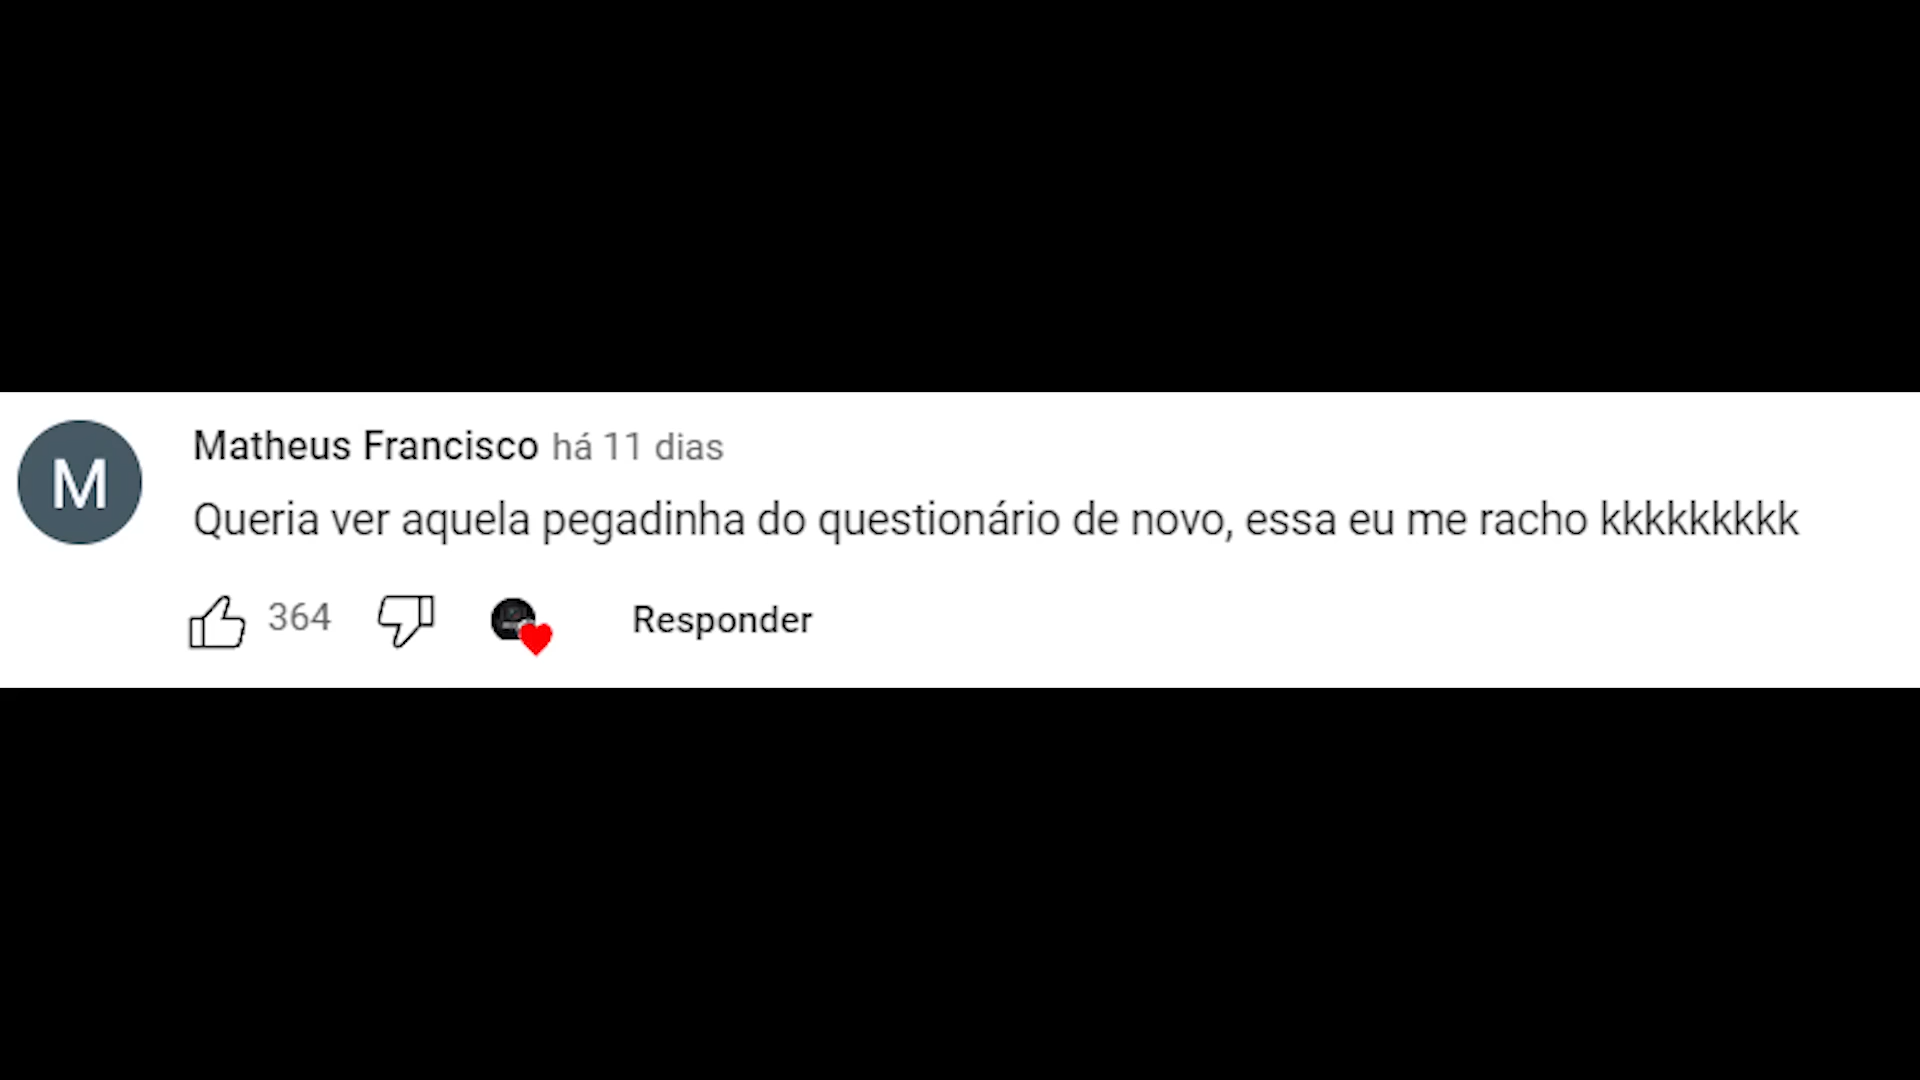 M
Matheus Francisco há 11 dias
Queria ver aquela pegadinha do questionário de novo, essa eu me racho kkkkkkkkk
364 Responder